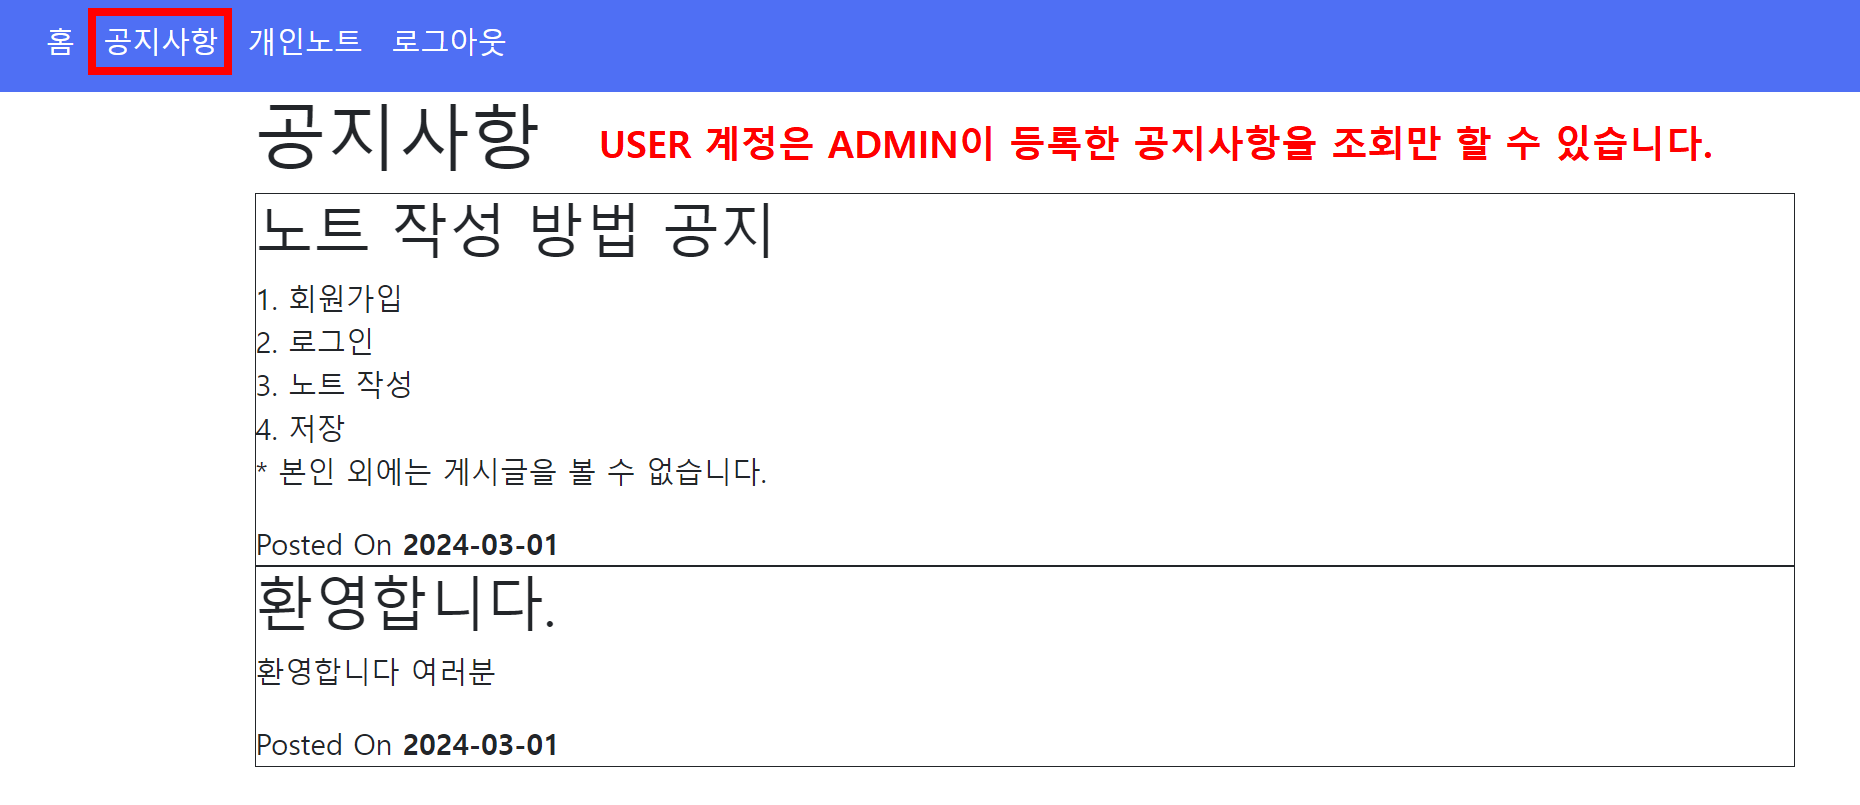 홈 공지사항 개인노트 로그아웃
공지사항 USER 계정은 ADMIN이 등록한 공지사항을 조회만 할 수 있습니다.
노트 작성 방법 공지
1. 회원가입
2. 로그인
3. 노트 작성
4. 저장
* 본인 외에는 게시글을 볼 수 없습니다.
Posted On 2024-03-01
환영합니다.
환영합니다 여러분
Posted On 2024-03-01